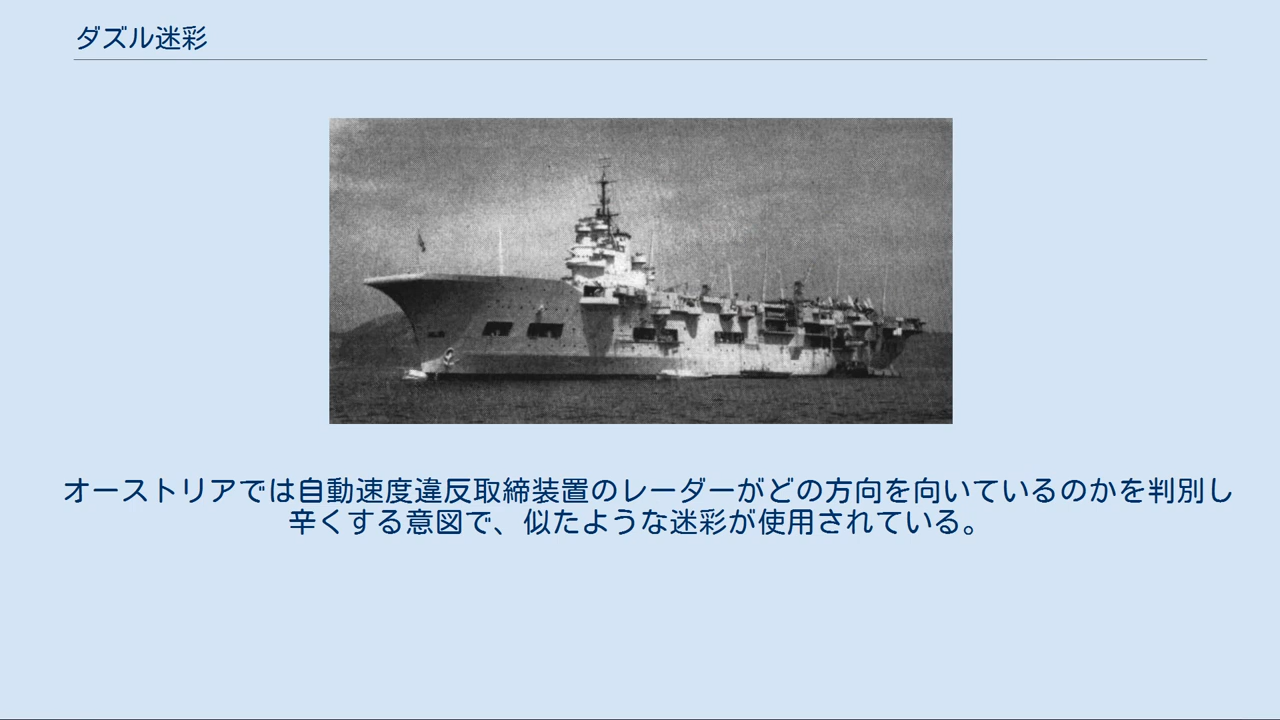 ダズル迷彩
オーストリアでは自動速度違反取締装置のレーダーがどの方向を向いているのかを判別し
辛くする意図で、似たような迷彩が使用されている。